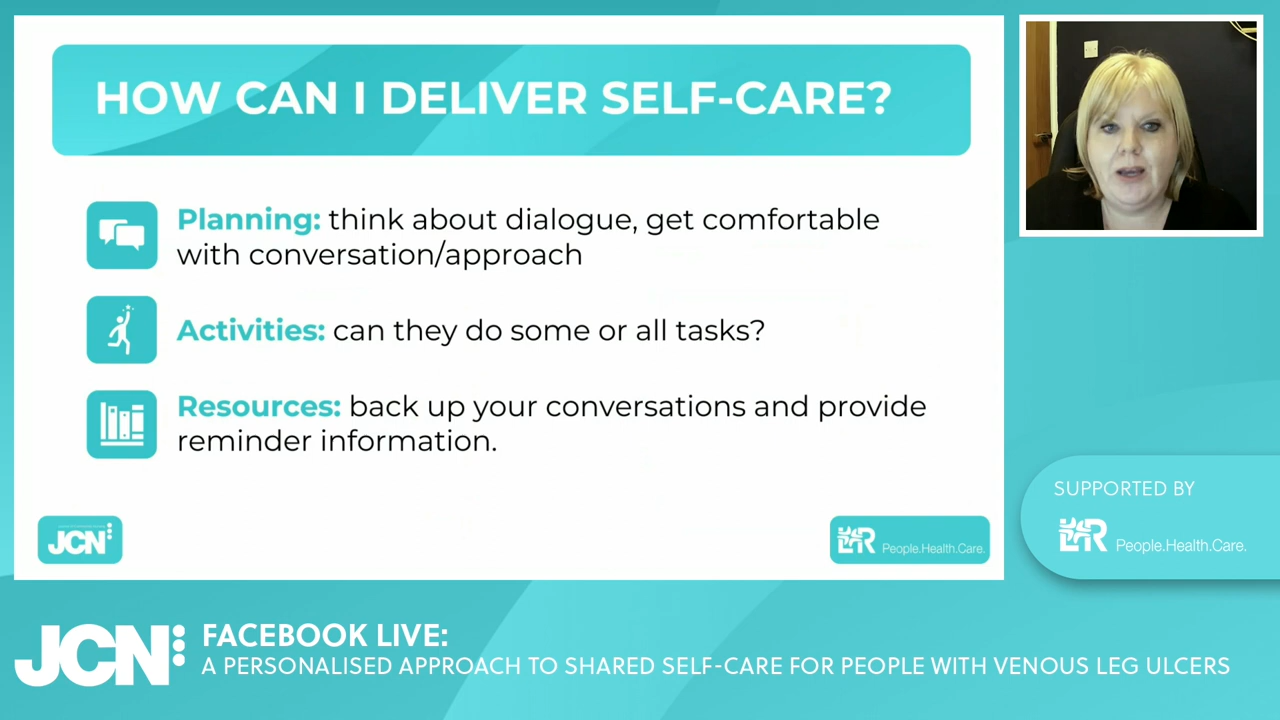 HOW CAN I DELIVER SELF-CARE?
Planning: think about dialogue, get comfortable
with conversation/approach
Activities: can they do some or all tasks?
Resources: back up your conversations and provide
reminder information.
JCN
L&R People.Health.Care.
SUPPORTED BY
L&R People.Health.Care.
JCN
FACEBOOK LIVE:
A PERSONALISED APPROACH TO SHARED SELF-CARE FOR PEOPLE WITH VENOUS LEG ULCERS